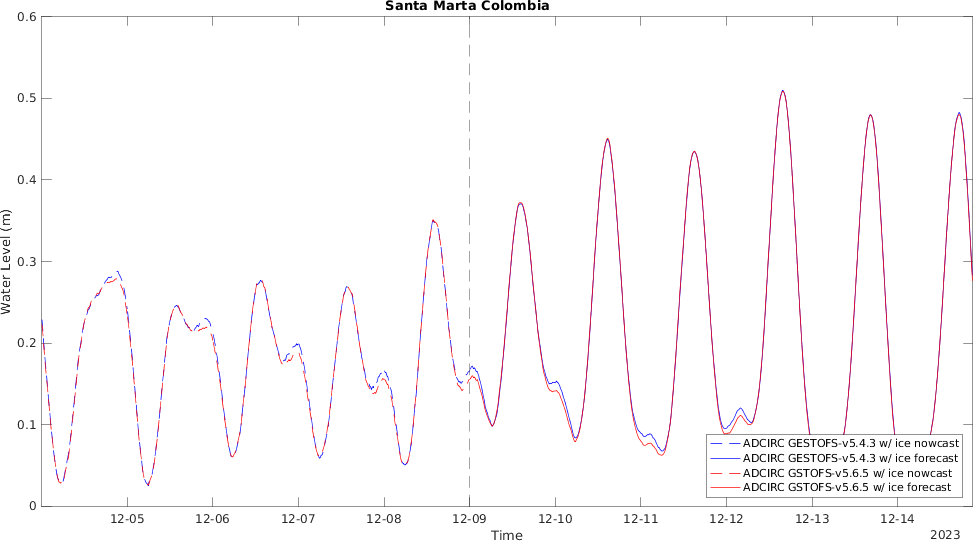 Santa Marta Colombia
0.6
0.5
0.4
0.3
0.2
0.1
0
Water Level (m)
12-05 12-06 12-07 12-08 12-09 12-10 12-11 12-12 12-13 12-14
Time
2023
ADCIRC GESTOFS-v5.4.3 w/ ice nowcast
ADCIRC GESTOFS-v5.4.3 w/ ice forecast
ADCIRC GSTOFS-v5.6.5 w/ ice nowcast
ADCIRC GSTOFS-v5.6.5 w/ ice forecast